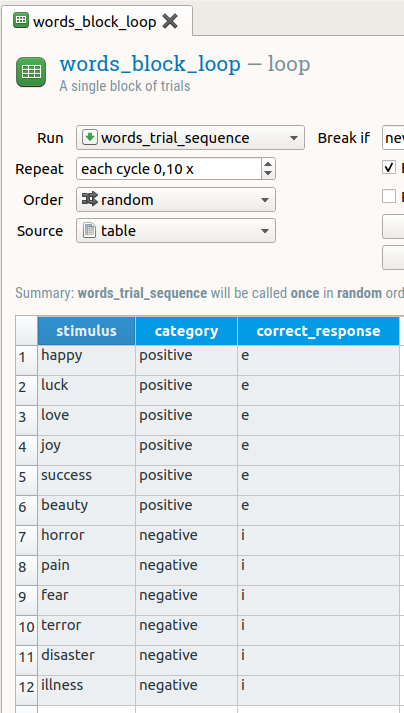 words_block_loop
words_block_loop – loop
A single block of trials
Run words_trial_sequence Break if nev
Repeat each cycle 0,10 x
Order random
Source table
Summary: words_trial_sequence will be called once in random ord
stimulus category correct_response
1 happy positive e
2 luck positive e
3 love positive e
4 joy positive e
5 success positive e
6 beauty positive e
7 horror negative i
8 pain negative i
9 fear negative i
10 terror negative i
11 disaster negative i
12 illness negative i